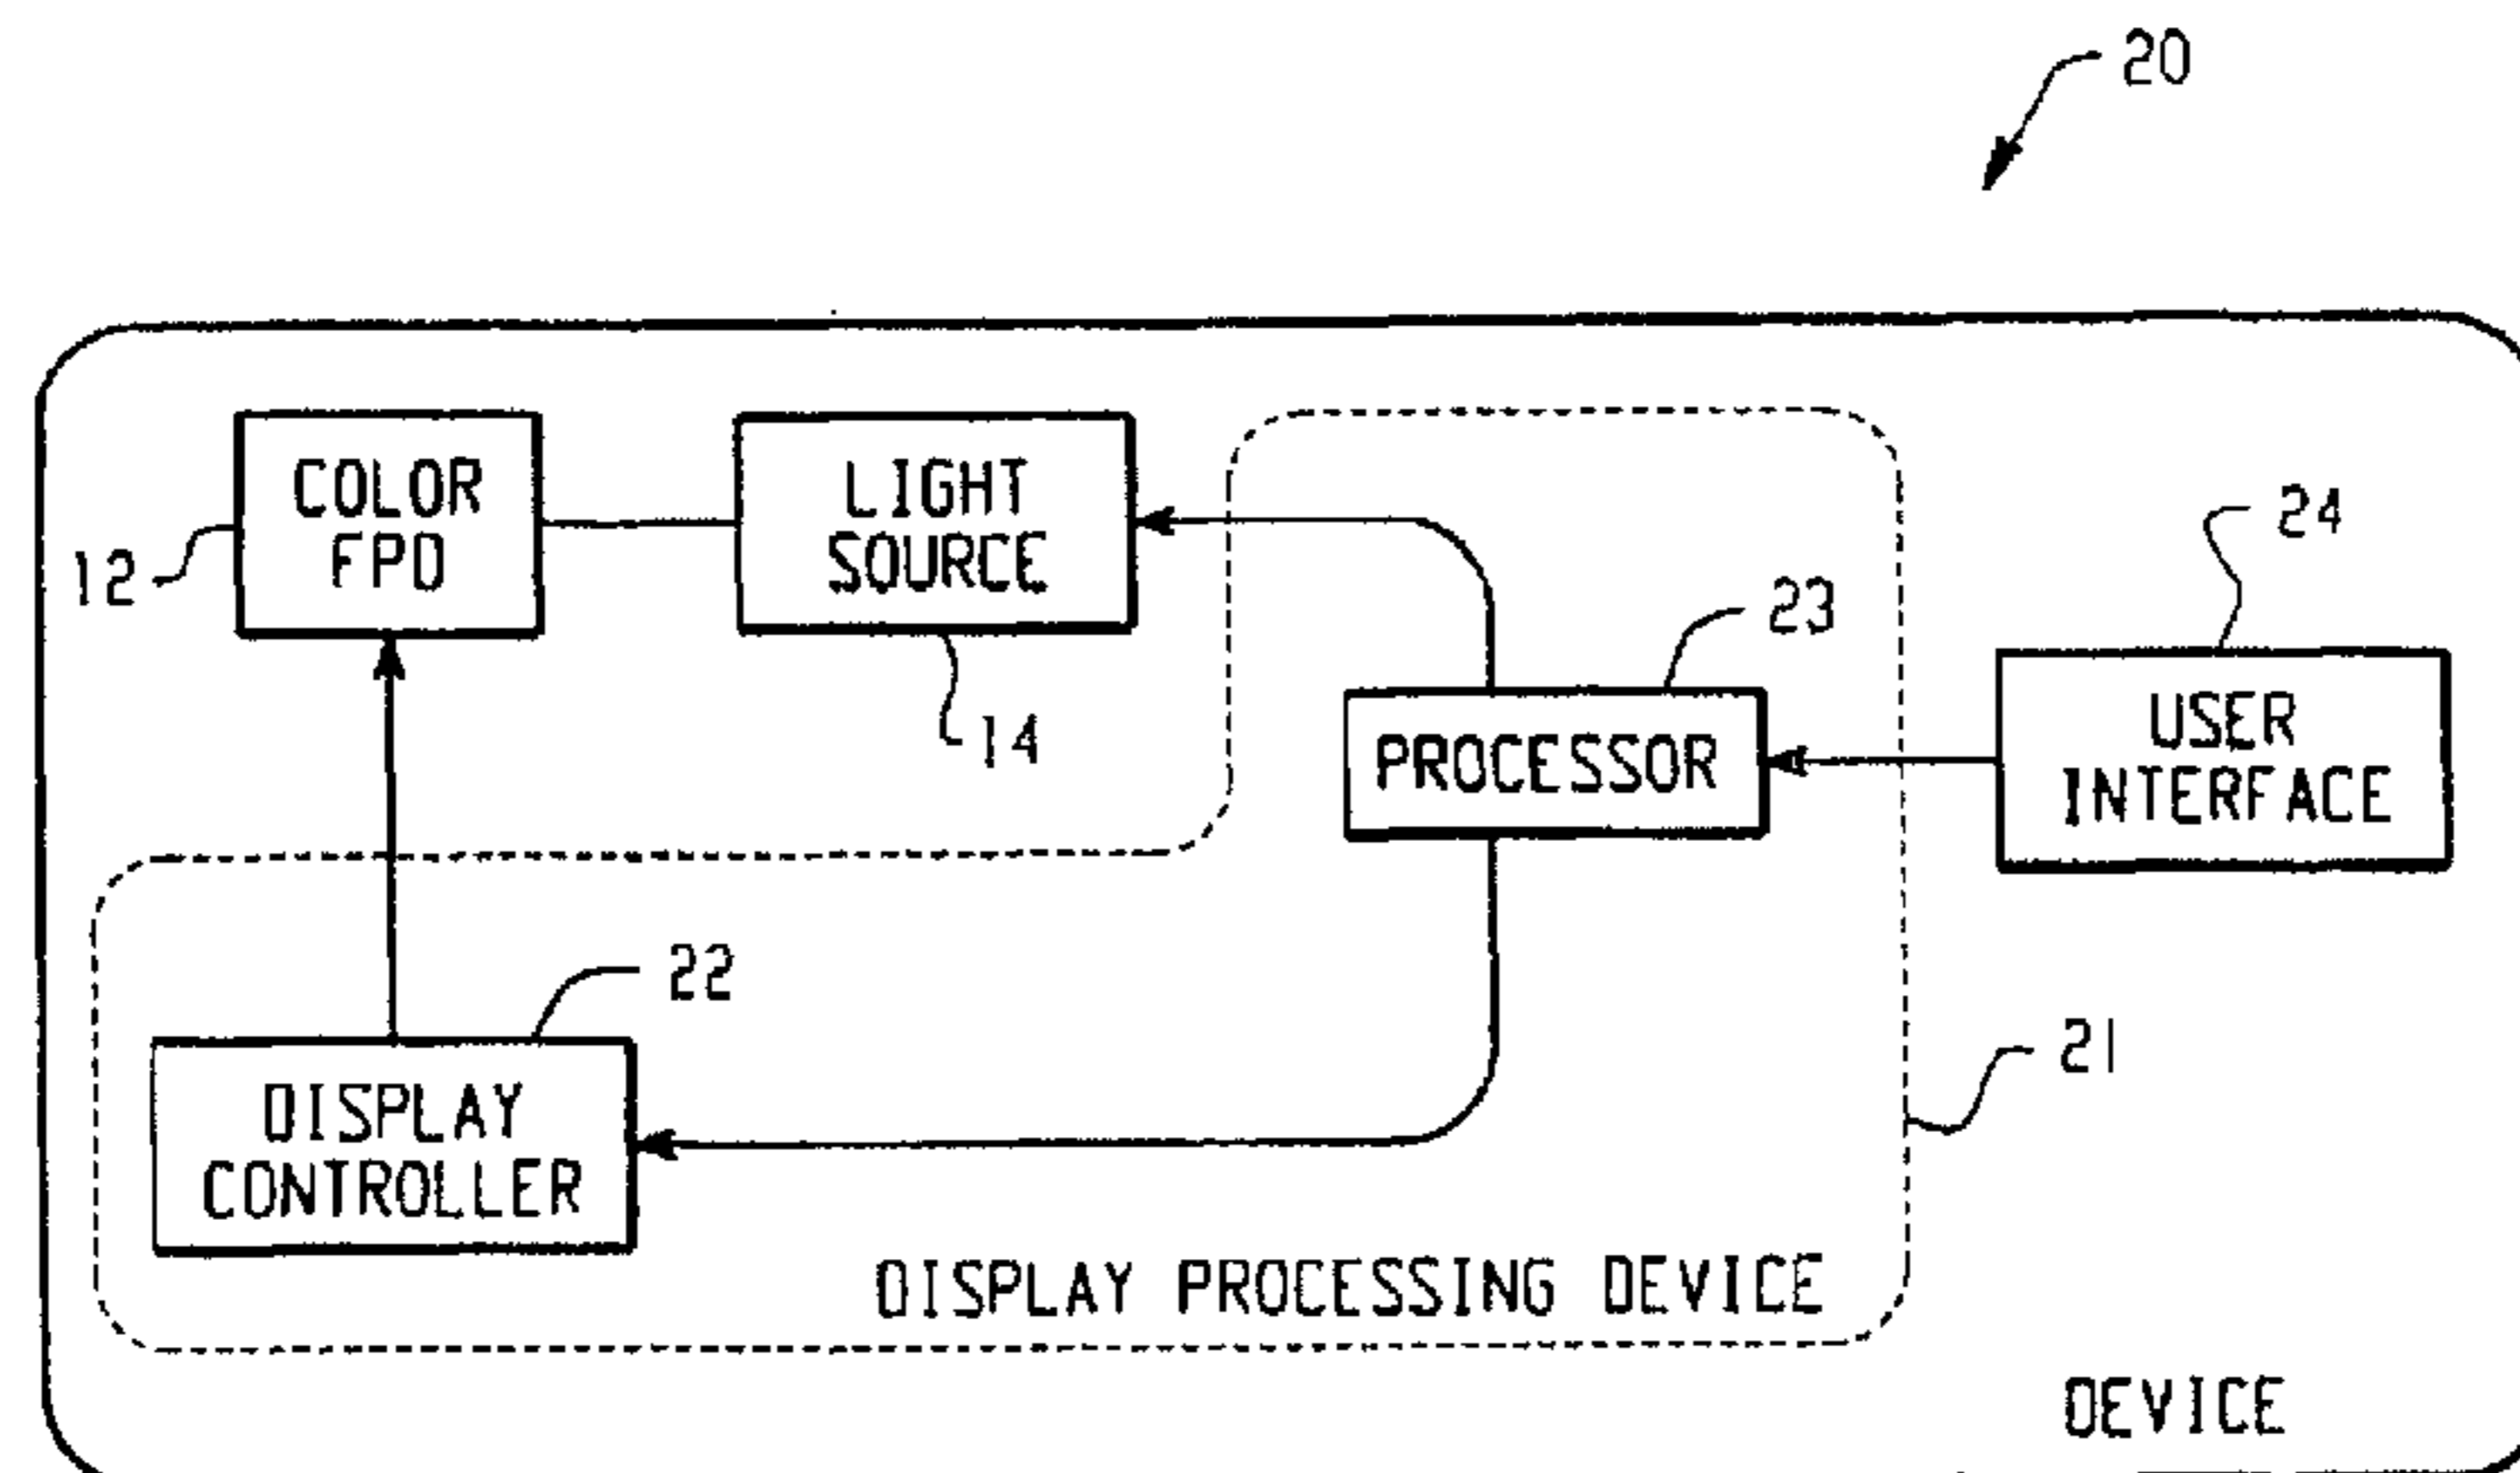 20
COLOR
FPD
12
LIGHT
SOURCE
14
23
PROCESSOR
24
USER
INTERFACE
22
DISPLAY
CONTROLLER
21
DISPLAY PROCESSING DEVICE
DEVICE